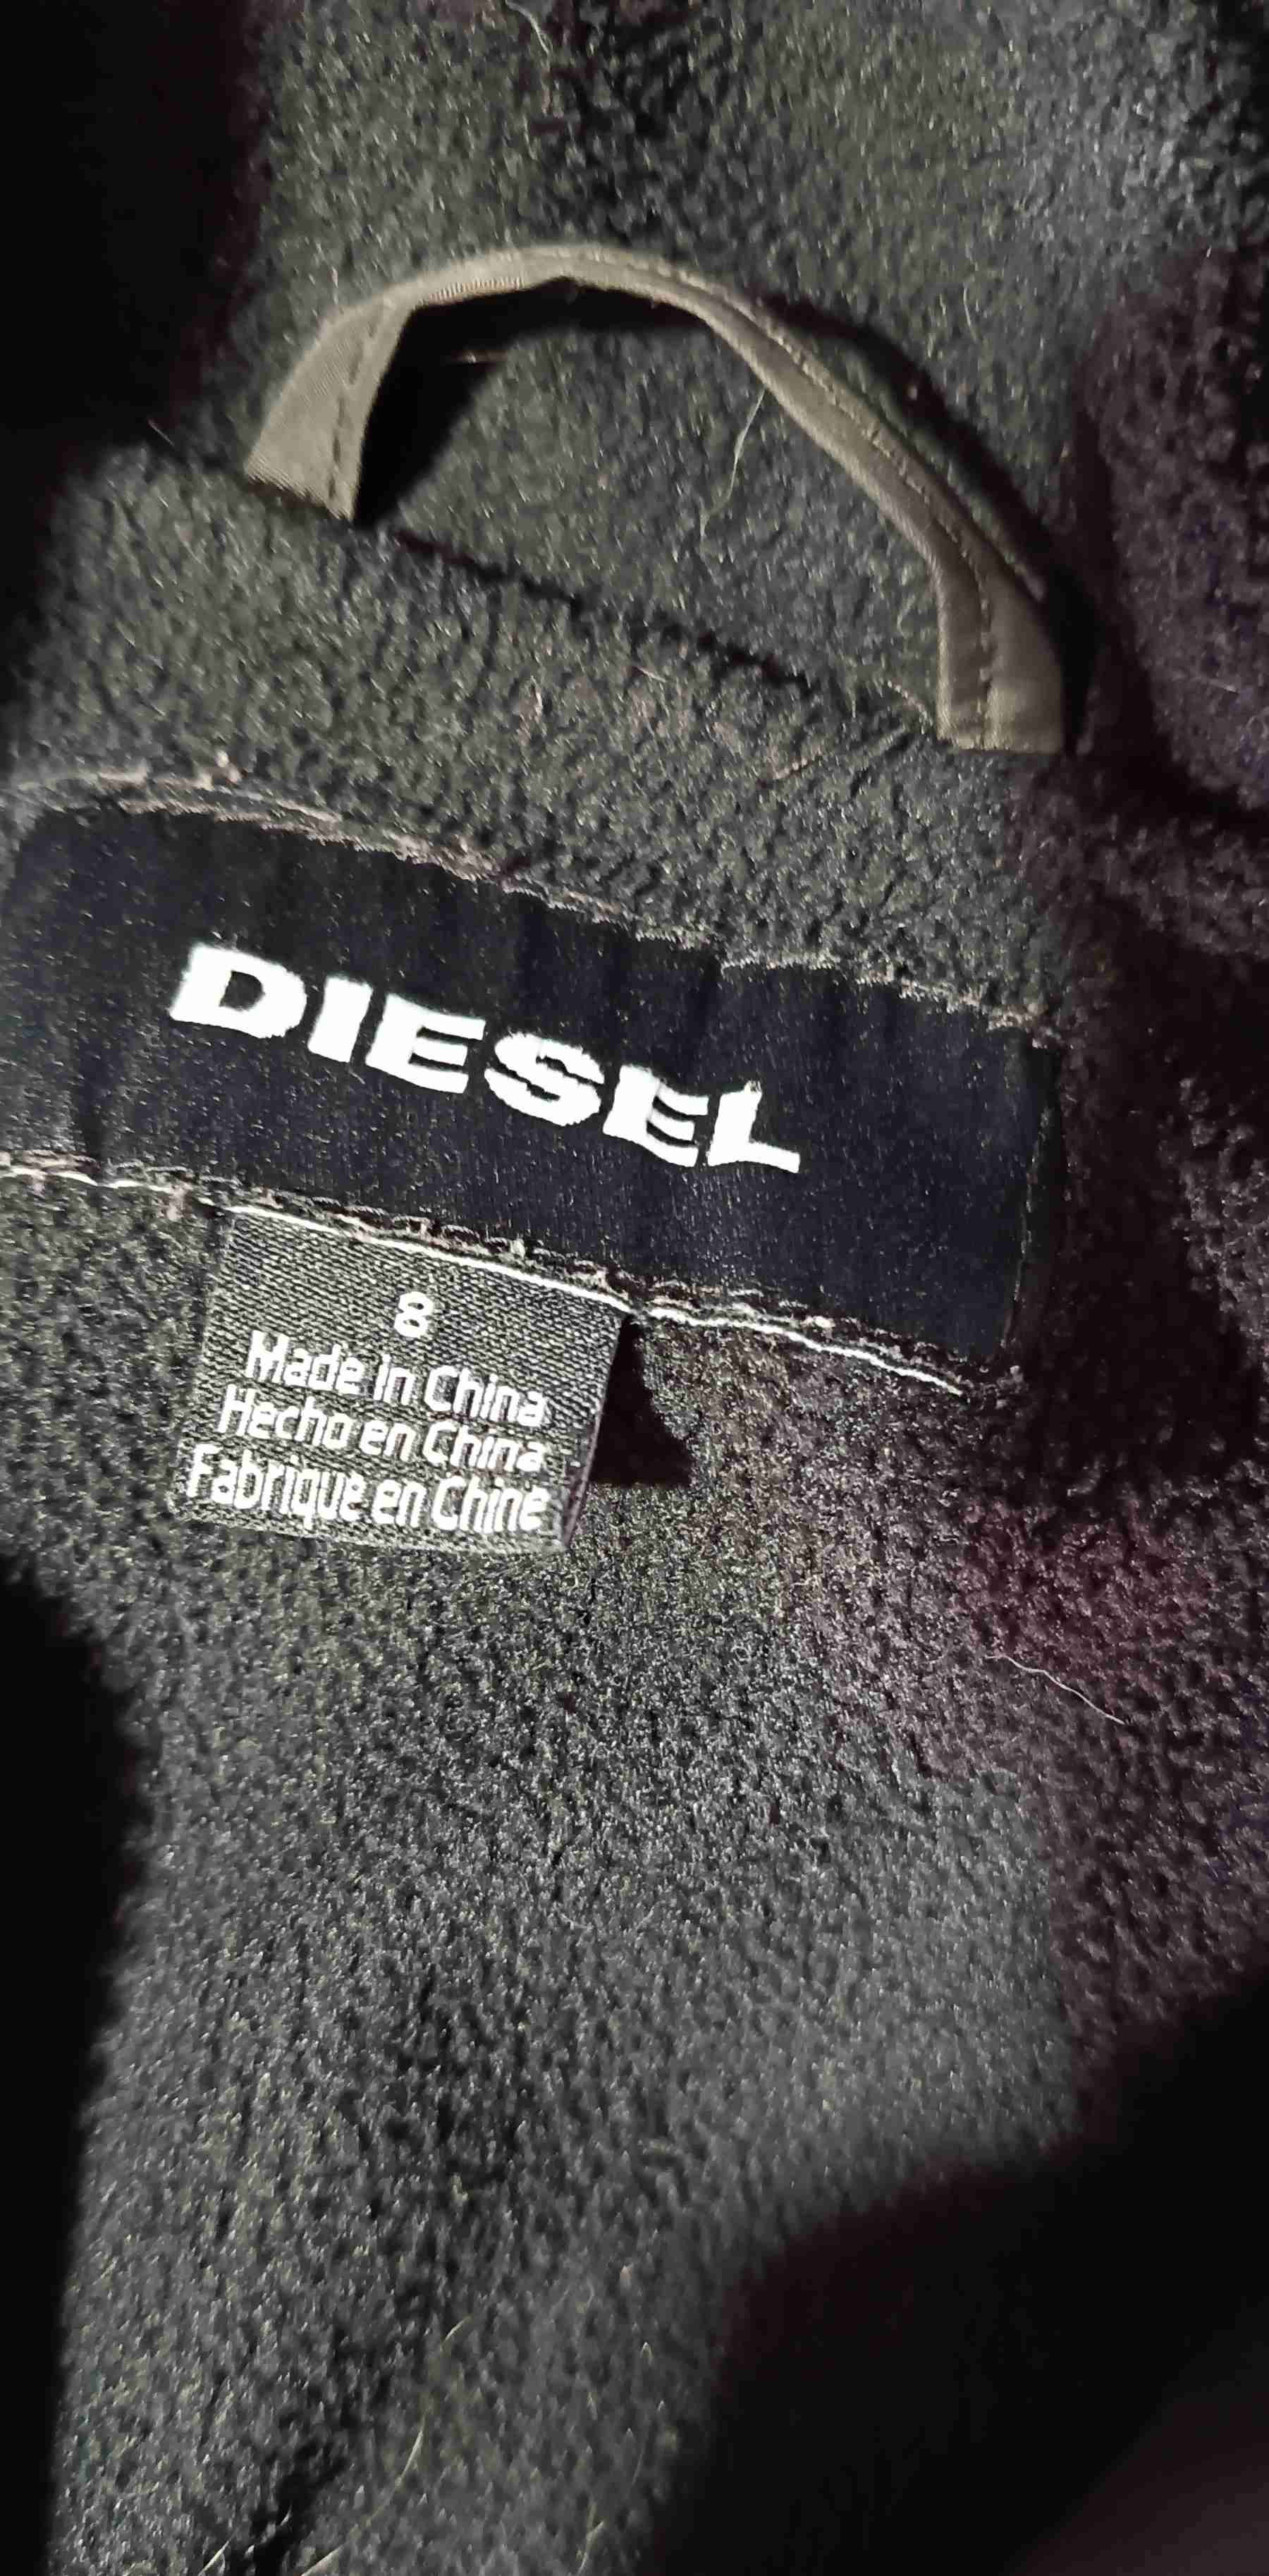 DIESEL
8
Made in China
Hecho en China
Fabrique en Chine